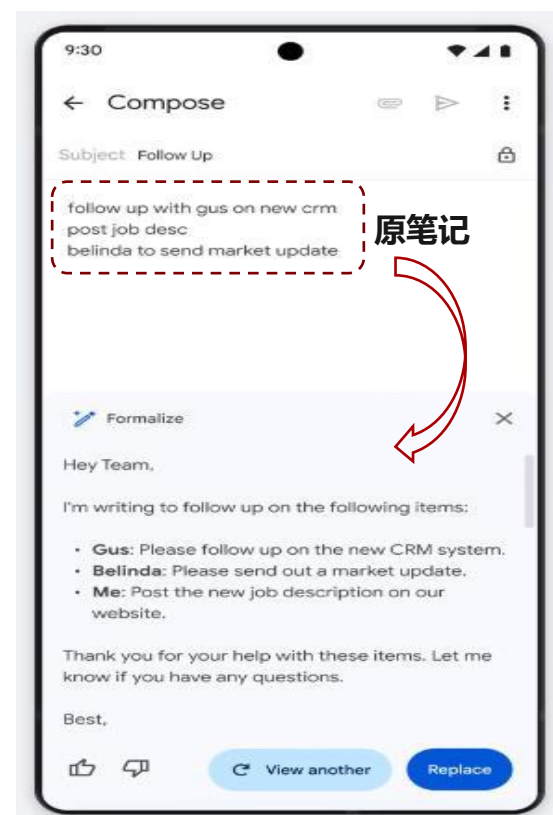 9:30
Compose
Subject Follow Up
follow up with gus on new crm
post job desc
belinda to send market update
原笔记
Formalize
Hey Team,
I'm writing to follow up on the following items:
• Gus: Please follow up on the new CRM system.
• Belinda: Please send out a market update.
• Me: Post the new job description on our
website.
Thank you for your help with these items. Let me
know if you have any questions.
Best,
View another
Replace